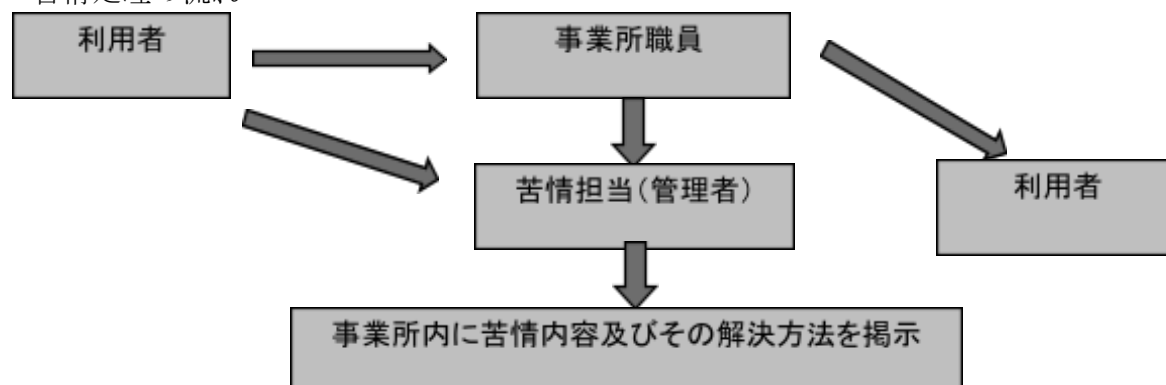 利用者
事業所職員
苦情担当(管理者)
利用者
事業所内に苦情内容及びその解決方法を掲示